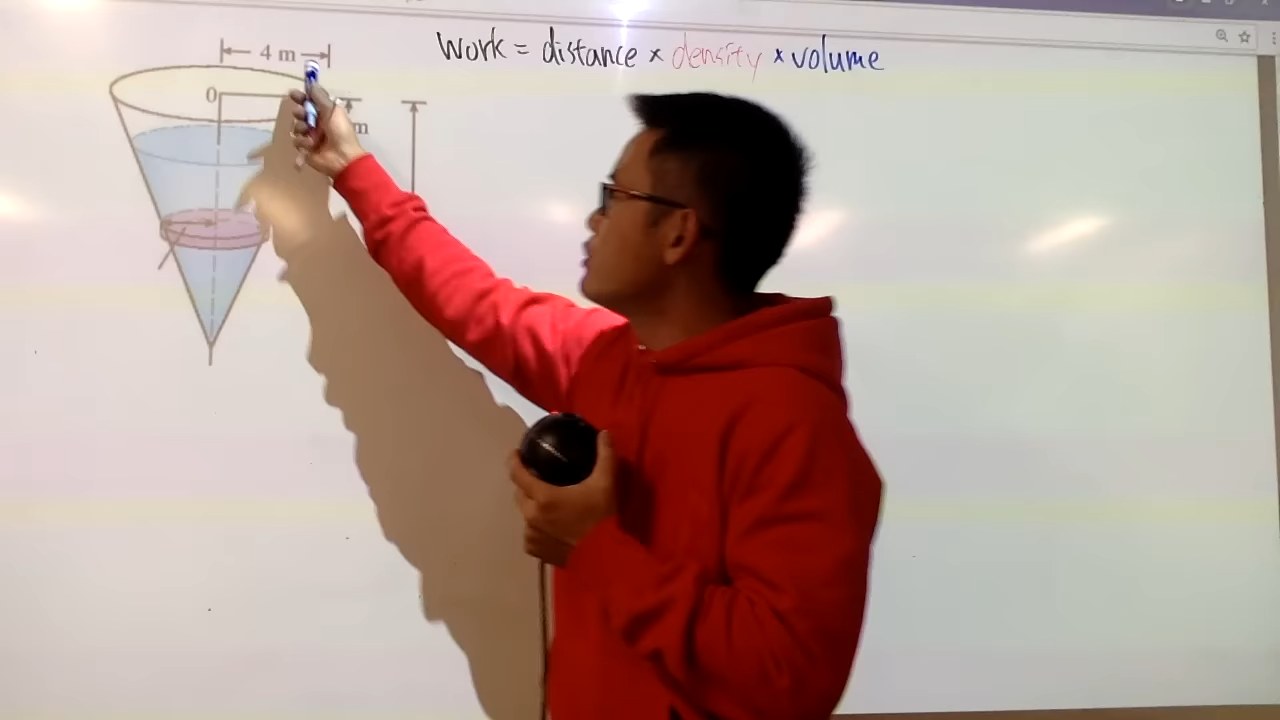 work = distance × density × volume
4 m
0
m